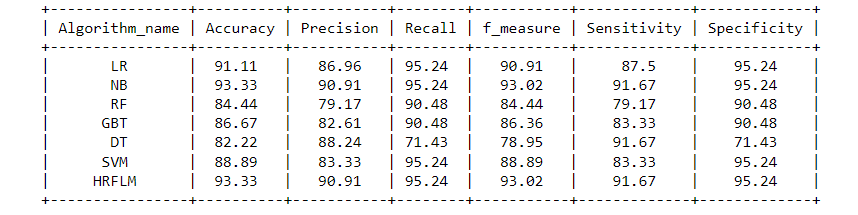 +----------------+----------+-----------+--------+-----------+-------------+-------------+
| Algorithm_name | Accuracy | Precision | Recall | f_measure | Sensitivity | Specificity |
+----------------+----------+-----------+--------+-----------+-------------+-------------+
| LR | 91.11 | 86.96 | 95.24 | 90.91 | 87.5 | 95.24 |
| NB | 93.33 | 90.91 | 95.24 | 93.02 | 91.67 | 95.24 |
| RF | 84.44 | 79.17 | 90.48 | 84.44 | 79.17 | 90.48 |
| GBT | 86.67 | 82.61 | 90.48 | 86.36 | 83.33 | 90.48 |
| DT | 82.22 | 88.24 | 71.43 | 78.95 | 91.67 | 71.43 |
| SVM | 88.89 | 83.33 | 95.24 | 88.89 | 83.33 | 95.24 |
| HRFLM | 93.33 | 90.91 | 95.24 | 93.02 | 91.67 | 95.24 |
+----------------+----------+-----------+--------+-----------+-------------+-------------+